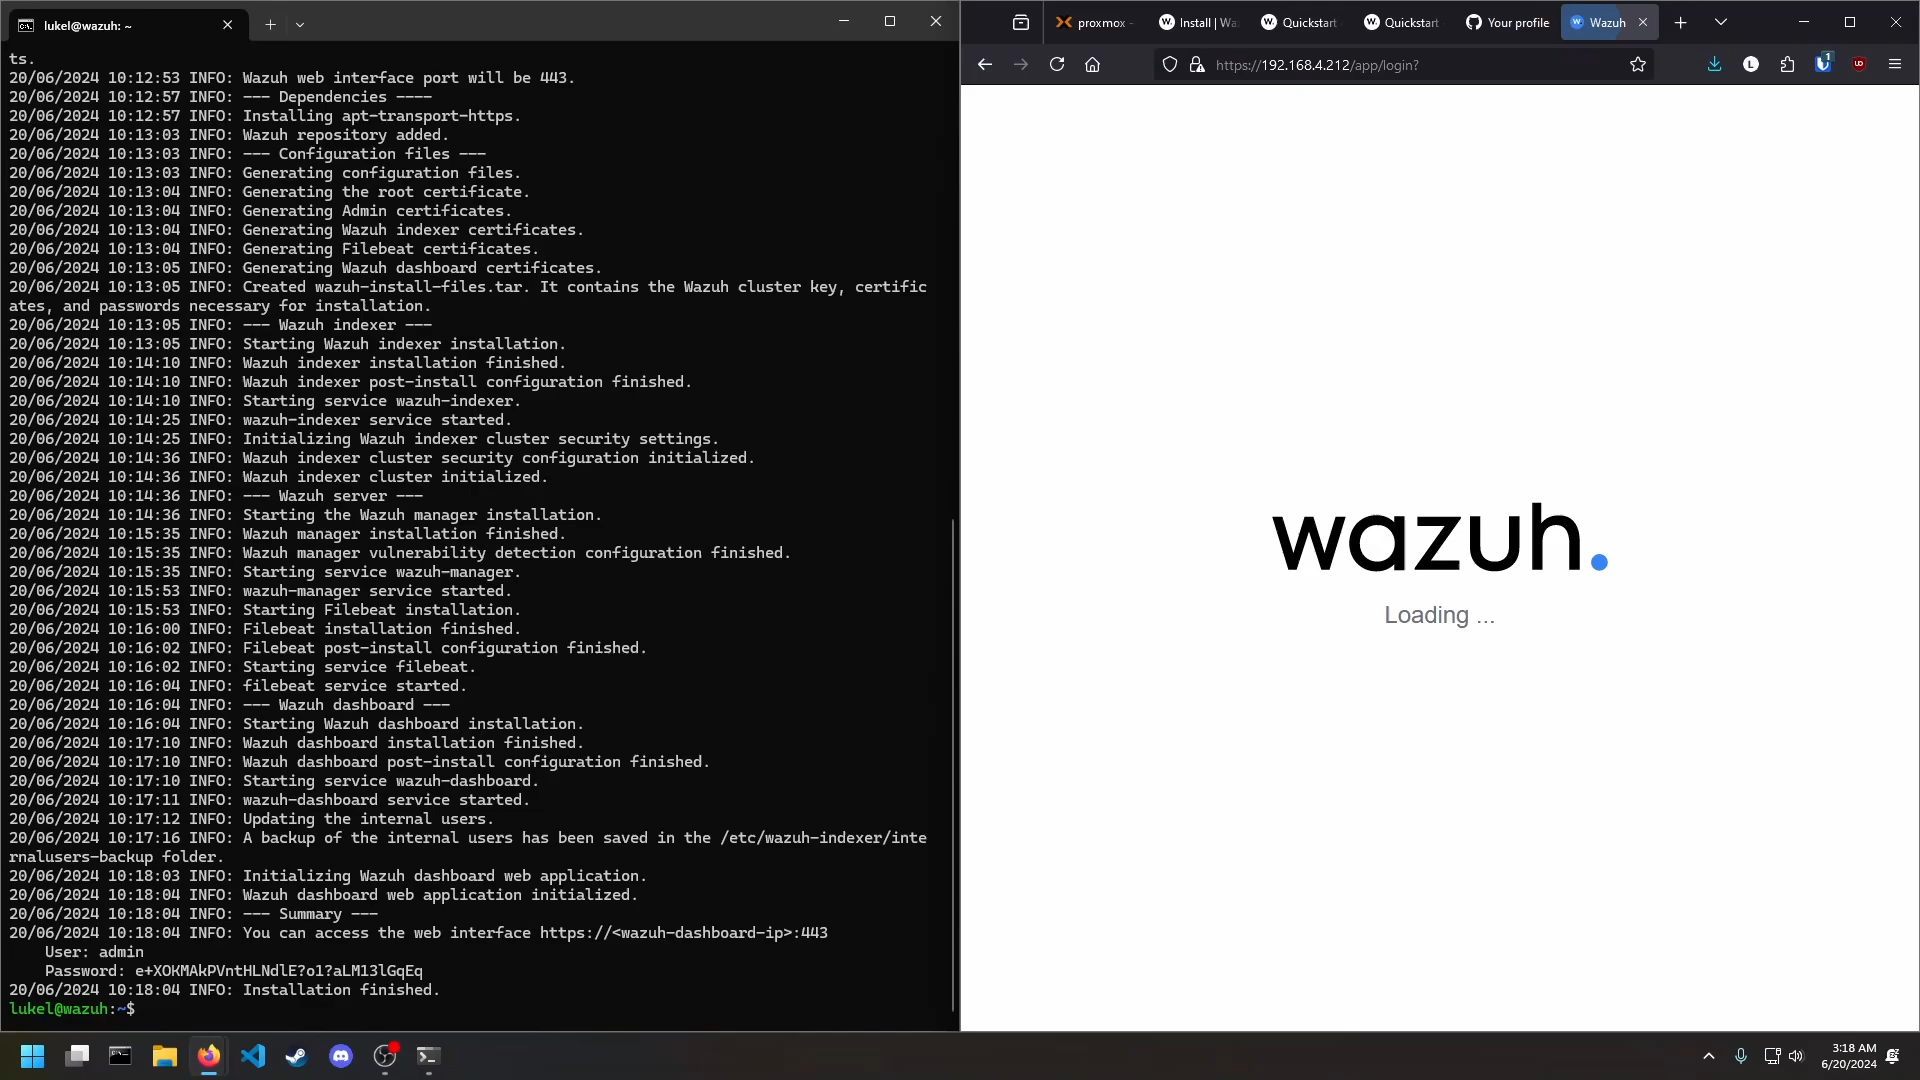 lukel@wazuh: ~
ts.
20/06/2024 10:12:53 INFO: Wazuh web interface port will be 443.
20/06/2024 10:12:57 INFO: --- Dependencies ----
20/06/2024 10:12:57 INFO: Installing apt-transport-https.
20/06/2024 10:13:03 INFO: Wazuh repository added.
20/06/2024 10:13:03 INFO: --- Configuration files ---
20/06/2024 10:13:03 INFO: Generating configuration files.
20/06/2024 10:13:04 INFO: Generating the root certificate.
20/06/2024 10:13:04 INFO: Generating Admin certificates.
20/06/2024 10:13:04 INFO: Generating Wazuh indexer certificates.
20/06/2024 10:13:04 INFO: Generating Filebeat certificates.
20/06/2024 10:13:05 INFO: Generating Wazuh dashboard certificates.
20/06/2024 10:13:05 INFO: Created wazuh-install-files.tar. It contains the Wazuh cluster key, certific
ates, and passwords necessary for installation.
20/06/2024 10:13:05 INFO: --- Wazuh indexer ---
20/06/2024 10:13:05 INFO: Starting Wazuh indexer installation.
20/06/2024 10:14:10 INFO: Wazuh indexer installation finished.
20/06/2024 10:14:10 INFO: Wazuh indexer post-install configuration finished.
20/06/2024 10:14:10 INFO: Starting service wazuh-indexer.
20/06/2024 10:14:25 INFO: wazuh-indexer service started.
20/06/2024 10:14:25 INFO: Initializing Wazuh indexer cluster security settings.
20/06/2024 10:14:36 INFO: Wazuh indexer cluster security configuration initialized.
20/06/2024 10:14:36 INFO: Wazuh indexer cluster initialized.
20/06/2024 10:14:36 INFO: --- Wazuh server ---
20/06/2024 10:14:36 INFO: Starting the Wazuh manager installation.
20/06/2024 10:15:35 INFO: Wazuh manager installation finished.
20/06/2024 10:15:35 INFO: Wazuh manager vulnerability detection configuration finished.
20/06/2024 10:15:35 INFO: Starting service wazuh-manager.
20/06/2024 10:15:53 INFO: wazuh-manager service started.
20/06/2024 10:15:53 INFO: Starting Filebeat installation.
20/06/2024 10:16:00 INFO: Filebeat installation finished.
20/06/2024 10:16:02 INFO: Filebeat post-install configuration finished.
20/06/2024 10:16:02 INFO: Starting service filebeat.
20/06/2024 10:16:04 INFO: filebeat service started.
20/06/2024 10:16:04 INFO: --- Wazuh dashboard ---
20/06/2024 10:16:04 INFO: Starting Wazuh dashboard installation.
20/06/2024 10:17:10 INFO: Wazuh dashboard installation finished.
20/06/2024 10:17:10 INFO: Wazuh dashboard post-install configuration finished.
20/06/2024 10:17:10 INFO: Starting service wazuh-dashboard.
20/06/2024 10:17:11 INFO: wazuh-dashboard service started.
20/06/2024 10:17:12 INFO: Updating the internal users.
20/06/2024 10:17:16 INFO: A backup of the internal users has been saved in the /etc/wazuh-indexer/inte
rnalusers-backup folder.
20/06/2024 10:18:03 INFO: Initializing Wazuh dashboard web application.
20/06/2024 10:18:04 INFO: Wazuh dashboard web application initialized.
20/06/2024 10:18:04 INFO: --- Summary ---
20/06/2024 10:18:04 INFO: You can access the web interface https://<wazuh-dashboard-ip>:443
User: admin
Password: e+XOKMAkPVntHLNdlE?o1?aLM13lGqEq
20/06/2024 10:18:04 INFO: Installation finished.
lukel@wazuh:~$
proxmox - Install | Wa Quickstart Quickstart Your profile Wazuh
https://192.168.4.212/app/login?
wazuh.
Loading ...
3:18 AM
6/20/2024